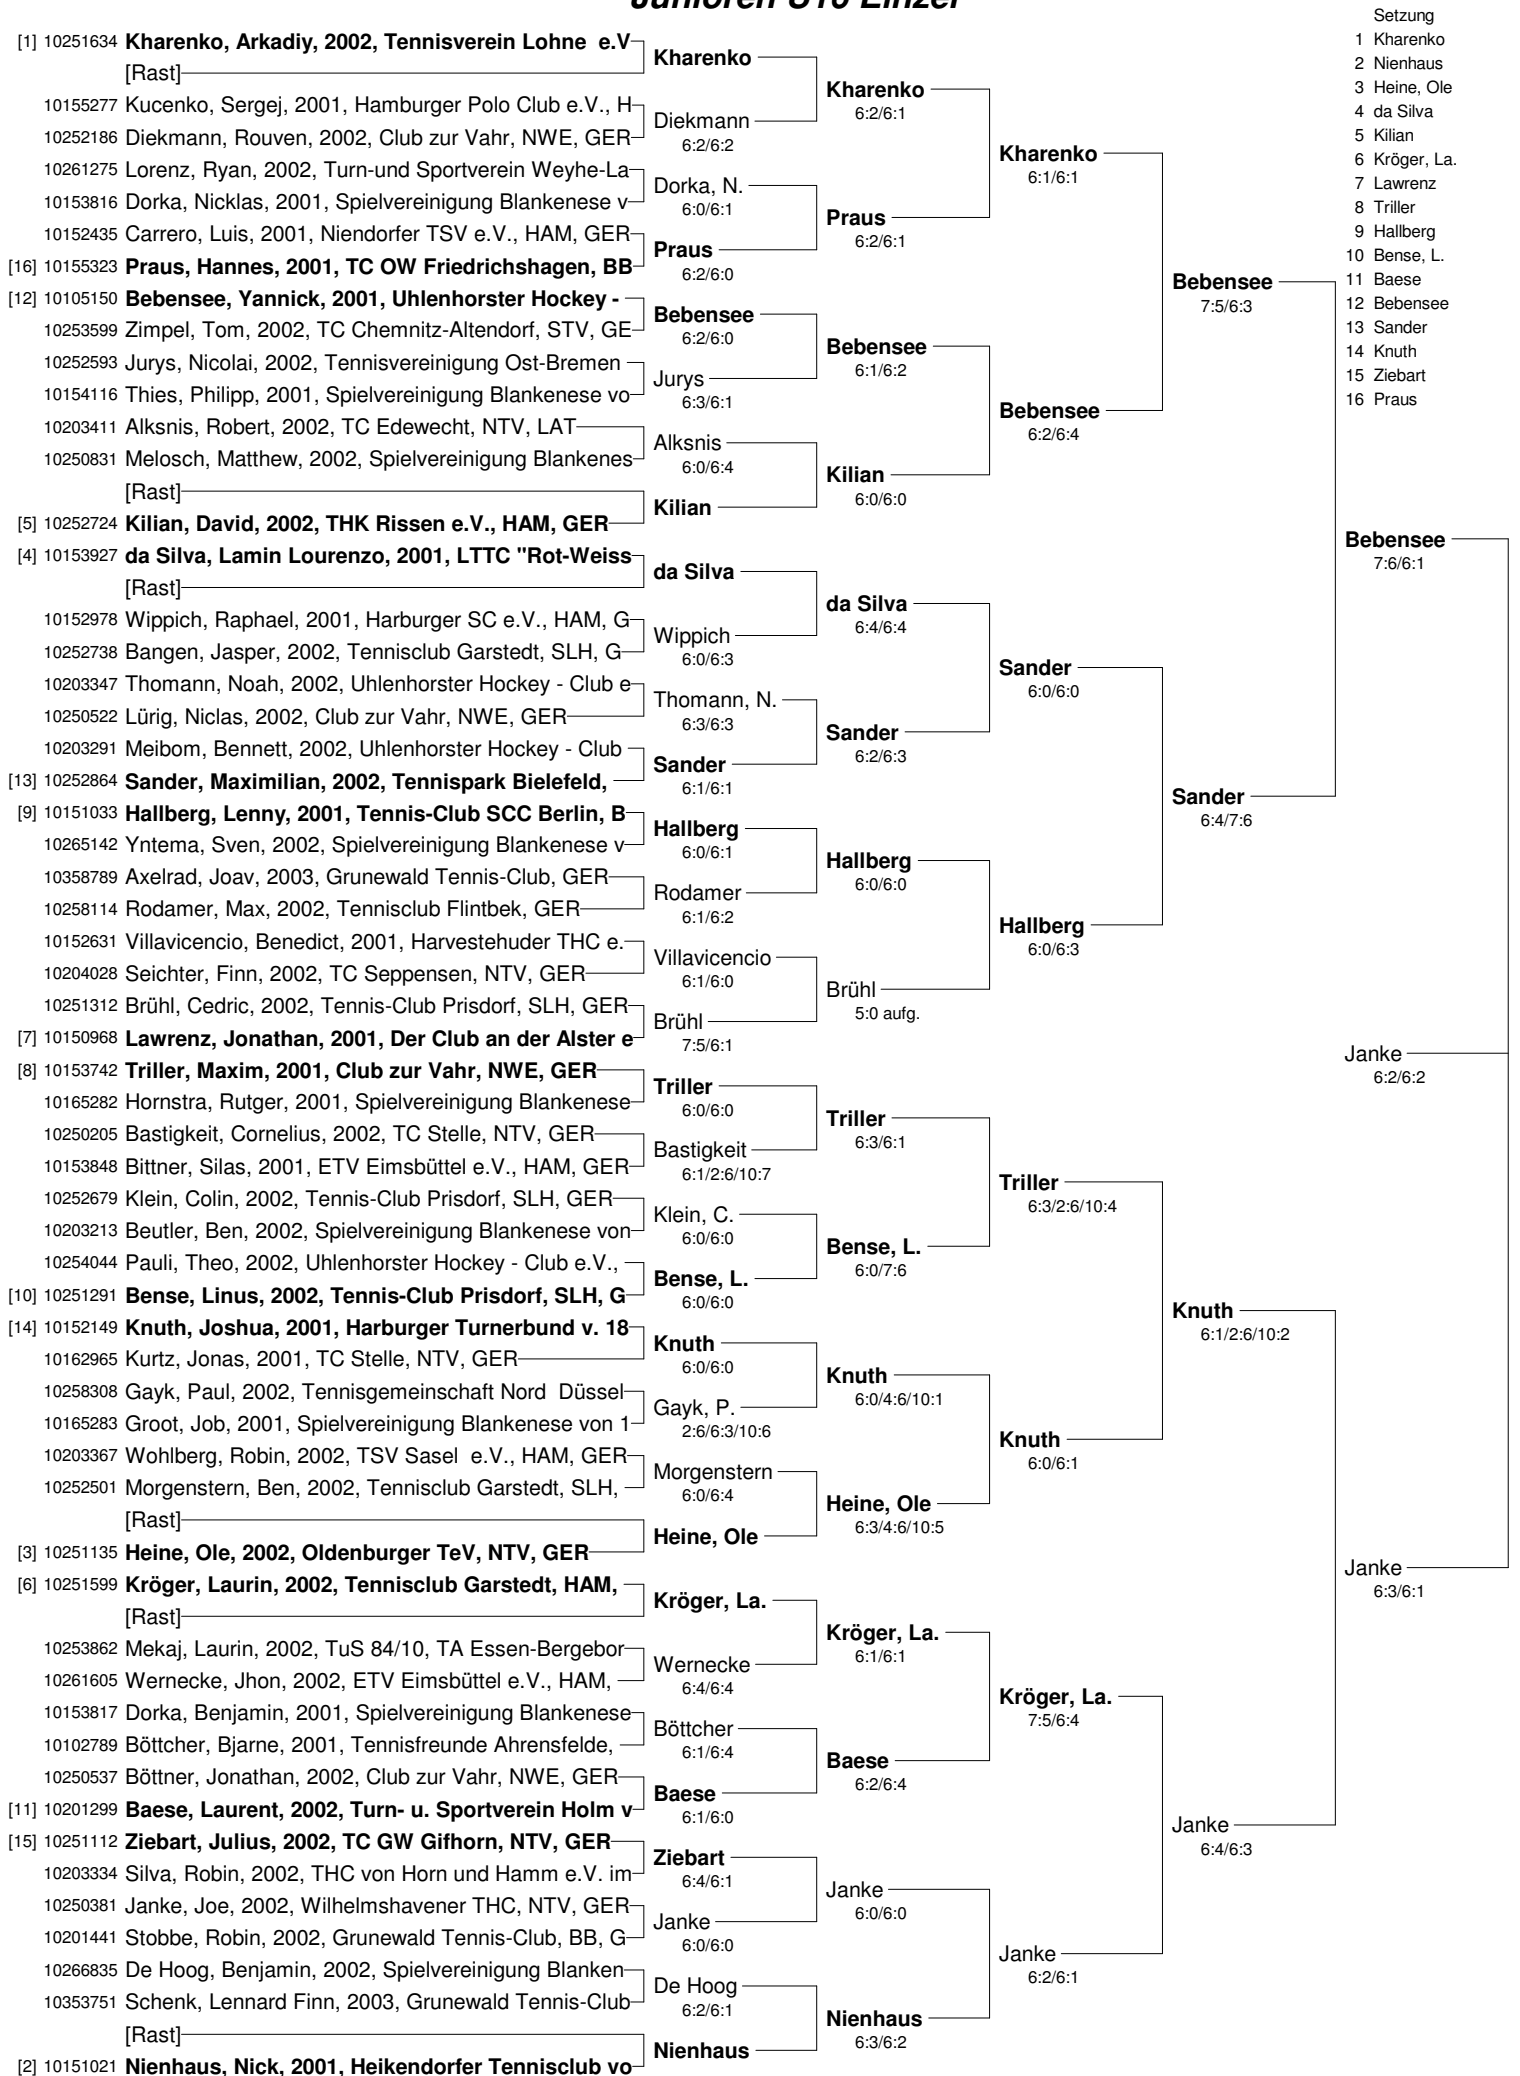 Junioren U10 Einzel
Setzung
1 Kharenko
2 Nienhaus
3 Heine, Ole
4 da Silva
5 Kilian
6 Kröger, La.
7 Lawrenz
8 Triller
9 Hallberg
10 Bense, L.
11 Baese
12 Bebensee
13 Sander
14 Knuth
15 Ziebart
16 Praus
[1] 10251634 Kharenko, Arkadiy, 2002, Tennisverein Lohne e.V
[Rast]
10155277 Kucenko, Sergej, 2001, Hamburger Polo Club e.V., H
10252186 Diekmann, Rouven, 2002, Club zur Vahr, NWE, GER
10261275 Lorenz, Ryan, 2002, Turn-und Sportverein Weyhe-La
10153816 Dorka, Nicklas, 2001, Spielvereinigung Blankenese v
10152435 Carrero, Luis, 2001, Niendorfer TSV e.V., HAM, GER
[16] 10155323 Praus, Hannes, 2001, TC OW Friedrichshagen, BB
[12] 10105150 Bebensee, Yannick, 2001, Uhlenhorster Hockey -
10253599 Zimpel, Tom, 2002, TC Chemnitz-Altendorf, STV, GE
10252593 Jurys, Nicolai, 2002, Tennisvereinigung Ost-Bremen
10154116 Thies, Philipp, 2001, Spielvereinigung Blankenese vo
10203411 Alksnis, Robert, 2002, TC Edewecht, NTV, LAT
10250831 Melosch, Matthew, 2002, Spielvereinigung Blankenes
[Rast]
[5] 10252724 Kilian, David, 2002, THK Rissen e.V., HAM, GER
[4] 10153927 da Silva, Lamin Lourenzo, 2001, LTTC "Rot-Weiss
[Rast]
10152978 Wippich, Raphael, 2001, Harburger SC e.V., HAM, G
10252738 Bangen, Jasper, 2002, Tennisclub Garstedt, SLH, G
10203347 Thomann, Noah, 2002, Uhlenhorster Hockey - Club e
10250522 Lürig, Niclas, 2002, Club zur Vahr, NWE, GER
10203291 Meibom, Bennett, 2002, Uhlenhorster Hockey - Club
[13] 10252864 Sander, Maximilian, 2002, Tennispark Bielefeld,
[9] 10151033 Hallberg, Lenny, 2001, Tennis-Club SCC Berlin, B
10265142 Yntema, Sven, 2002, Spielvereinigung Blankenese v
10358789 Axelrad, Joav, 2003, Grunewald Tennis-Club, GER
10258114 Rodamer, Max, 2002, Tennisclub Flintbek, GER
10152631 Villavicencio, Benedict, 2001, Harvestehuder THC e.
10204028 Seichter, Finn, 2002, TC Seppensen, NTV, GER
10251312 Brühl, Cedric, 2002, Tennis-Club Prisdorf, SLH, GER
[7] 10150968 Lawrenz, Jonathan, 2001, Der Club an der Alster e
[8] 10153742 Triller, Maxim, 2001, Club zur Vahr, NWE, GER
10165282 Hornstra, Rutger, 2001, Spielvereinigung Blankenese
10250205 Bastigkeit, Cornelius, 2002, TC Stelle, NTV, GER
10153848 Bittner, Silas, 2001, ETV Eimsbüttel e.V., HAM, GER
10252679 Klein, Colin, 2002, Tennis-Club Prisdorf, SLH, GER
10203213 Beutler, Ben, 2002, Spielvereinigung Blankenese von
10254044 Pauli, Theo, 2002, Uhlenhorster Hockey - Club e.V.,
[10] 10251291 Bense, Linus, 2002, Tennis-Club Prisdorf, SLH, G
[14] 10152149 Knuth, Joshua, 2001, Harburger Turnerbund v. 18
10162965 Kurtz, Jonas, 2001, TC Stelle, NTV, GER
10258308 Gayk, Paul, 2002, Tennisgemeinschaft Nord Düssel
10165283 Groot, Job, 2001, Spielvereinigung Blankenese von 1
10203367 Wohlberg, Robin, 2002, TSV Sasel e.V., HAM, GER
10252501 Morgenstern, Ben, 2002, Tennisclub Garstedt, SLH,
[Rast]
[3] 10251135 Heine, Ole, 2002, Oldenburger TeV, NTV, GER
[6] 10251599 Kröger, Laurin, 2002, Tennisclub Garstedt, HAM,
[Rast]
10253862 Mekaj, Laurin, 2002, TuS 84/10, TA Essen-Bergebor
10261605 Wernecke, Jhon, 2002, ETV Eimsbüttel e.V., HAM,
10153817 Dorka, Benjamin, 2001, Spielvereinigung Blankenese
10102789 Böttcher, Bjarne, 2001, Tennisfreunde Ahrensfelde,
10250537 Böttner, Jonathan, 2002, Club zur Vahr, NWE, GER
[11] 10201299 Baese, Laurent, 2002, Turn- u. Sportverein Holm v
[15] 10251112 Ziebart, Julius, 2002, TC GW Gifhorn, NTV, GER
10203334 Silva, Robin, 2002, THC von Horn und Hamm e.V. im
10250381 Janke, Joe, 2002, Wilhelmshavener THC, NTV, GER
10201441 Stobbe, Robin, 2002, Grunewald Tennis-Club, BB, G
10266835 De Hoog, Benjamin, 2002, Spielvereinigung Blanken
10353751 Schenk, Lennard Finn, 2003, Grunewald Tennis-Club
[Rast]
[2] 10151021 Nienhaus, Nick, 2001, Heikendorfer Tennisclub vo
Kharenko
Diekmann
6:2/6:2
Dorka, N.
6:0/6:1
Praus
6:2/6:0
Bebensee
6:2/6:0
Jurys
6:3/6:1
Alksnis
6:0/6:4
Kilian
da Silva
Wippich
6:0/6:3
Thomann, N.
6:3/6:3
Sander
6:1/6:1
Hallberg
6:0/6:1
Rodamer
6:1/6:2
Villavicencio
6:1/6:0
Brühl
7:5/6:1
Triller
6:0/6:0
Bastigkeit
6:1/2:6/10:7
Klein, C.
6:0/6:0
Bense, L.
6:0/6:0
Knuth
6:0/6:0
Gayk, P.
2:6/6:3/10:6
Morgenstern
6:0/6:4
Heine, Ole
Kröger, La.
Wernecke
6:4/6:4
Böttcher
6:1/6:4
Baese
6:1/6:0
Ziebart
6:4/6:1
Janke
6:0/6:0
De Hoog
6:2/6:1
Nienhaus
Kharenko
6:2/6:1
Praus
6:2/6:1
Bebensee
6:1/6:2
Kilian
6:0/6:0
da Silva
6:4/6:4
Sander
6:2/6:3
Hallberg
6:0/6:0
Brühl
5:0 aufg.
Triller
6:3/6:1
Bense, L.
6:0/7:6
Knuth
6:0/4:6/10:1
Heine, Ole
6:3/4:6/10:5
Kröger, La.
6:1/6:1
Baese
6:2/6:4
Janke
6:0/6:0
Nienhaus
6:3/6:2
Kharenko
6:1/6:1
Bebensee
6:2/6:4
Sander
6:0/6:0
Hallberg
6:0/6:3
Triller
6:3/2:6/10:4
Knuth
6:0/6:1
Kröger, La.
7:5/6:4
Janke
6:2/6:1
Bebensee
7:5/6:3
Sander
6:4/7:6
Knuth
6:1/2:6/10:2
Janke
6:4/6:3
Bebensee
7:6/6:1
Janke
6:3/6:1
Janke
6:2/6:2